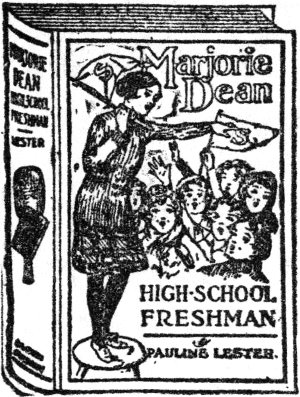 MARJORIE
DEAN
HIGH SCHOOL
FRESHMAN
LESTER
Marjorie
Dean
HIGH-SCHOOL
FRESHMAN
PAULINE LESTER.